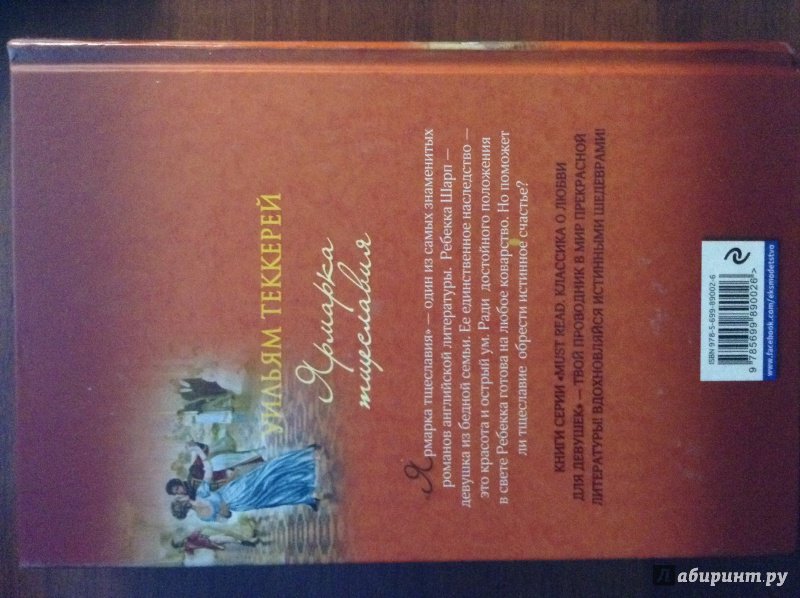 УИЛЬЯМ ТЕККЕРЕЙ
Ярмарка
тщеславия
«Ярмарка тщеславия» — один из самых знаменитых
романов английской литературы. Ребекка Шарп —
девушка из бедной семьи. Ее единственное наследство —
это красота и острый ум. Ради достойного положения
в свете Ребекка готова на любое коварство. Но поможет
ли тщеславие обрести истинное счастье?
КНИГИ СЕРИИ «MUST READ. КЛАССИКА О ЛЮБВИ
ДЛЯ ДЕВУШЕК» — ТВОЙ ПРОВОДНИК В МИР ПРЕКРАСНОЙ
ЛИТЕРАТУРЫ! ВДОХНОВЛЯЙСЯ ИСТИННЫМИ ШЕДЕВРАМИ!
ISBN 978-5-699-89002-6
9 785699 890026 >
www.facebook.com/eksmodetstvo
Лабиринт.ру